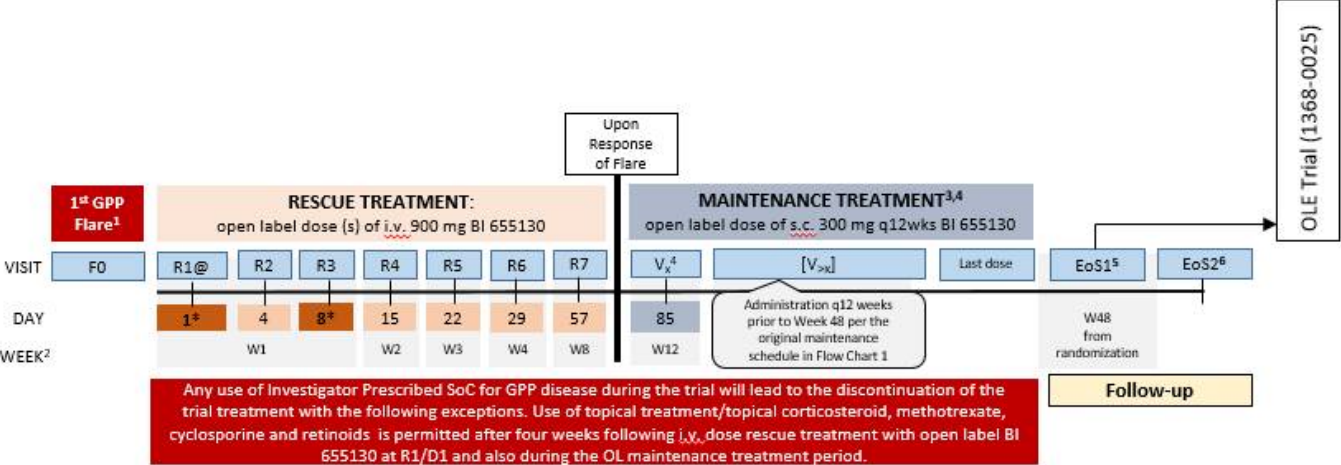 OLE Trial (1368-0025)
Upon
Response
of Flare
1st GPP
Flare1
RESCUE TREATMENT:
open label dose (s) of i.v. 900 mg BI 655130
MAINTENANCE TREATMENT3,4
open label dose of s.c. 300 mg q12wks BI 655130
VISIT F0 R1@ R2 R3 R4 R5 R6 R7 Vx4 [V>x] Last dose EoS15 EoS26
DAY 1* 4 8* 15 22 29 57 85
WEEK2 W1 W2 W3 W4 W8 W12
Administration q12 weeks
prior to Week 48 per the
original maintenance
schedule in Flow Chart 1
W48
from
randomization
Any use of Investigator Prescribed SoC for GPP disease during the trial will lead to the discontinuation of the
trial treatment with the following exceptions. Use of topical treatment/topical corticosteroid, methotrexate,
cyclosporine and retinoids is permitted after four weeks following i.v. dose rescue treatment with open label BI
655130 at R1/D1 and also during the OL maintenance treatment period.
Follow-up